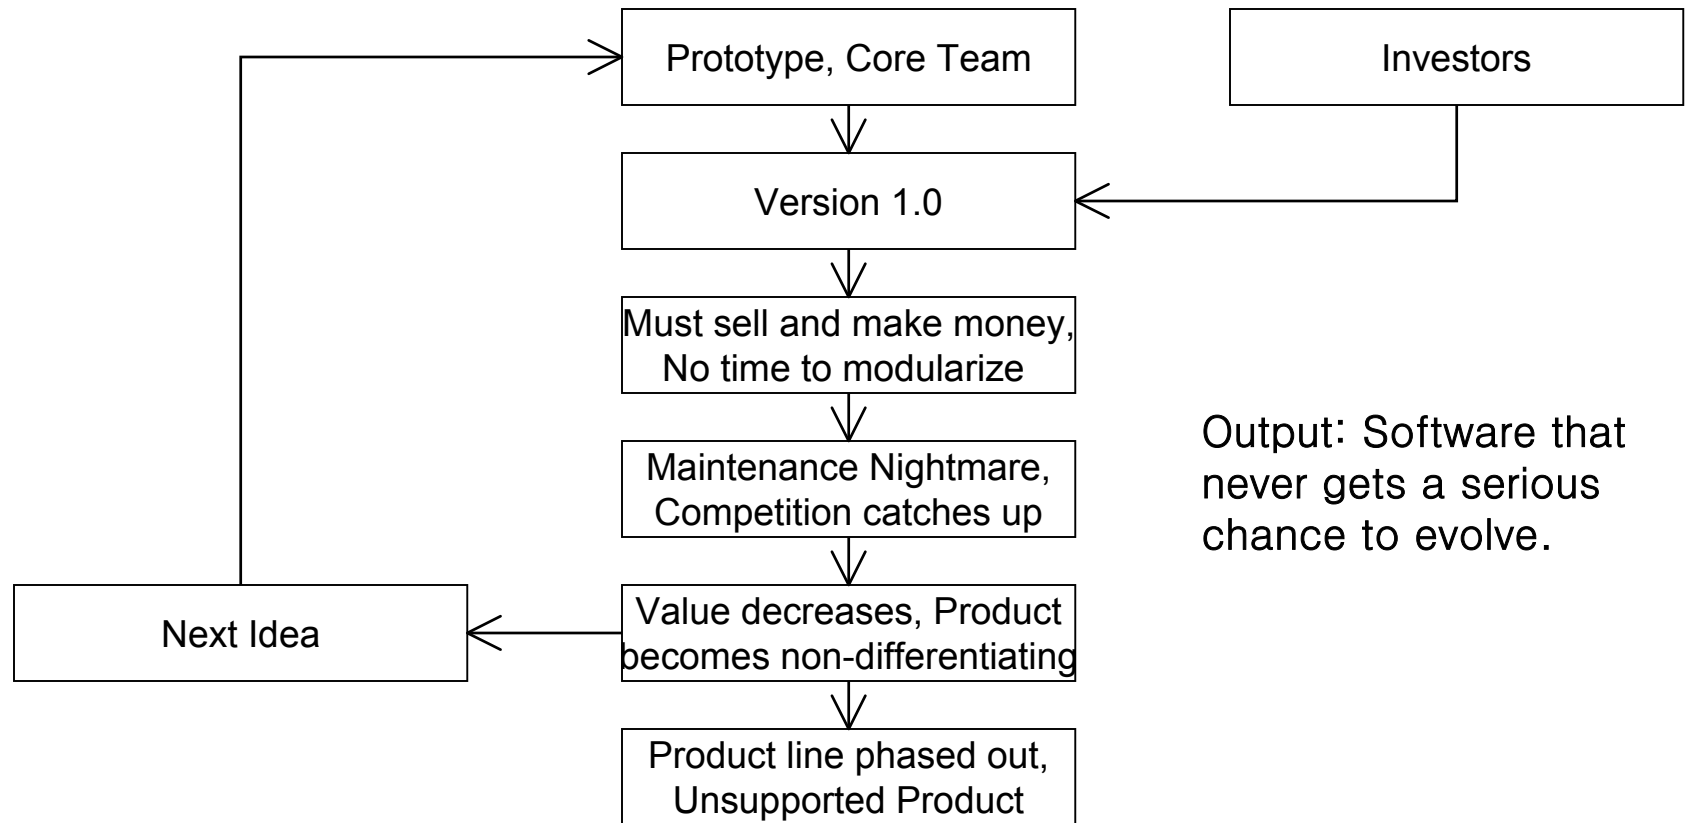 Prototype, Core Team
Investors
Version 1.0
Must sell and make money,
No time to modularize
Maintenance Nightmare,
Competition catches up
Output: Software that
never gets a serious
chance to evolve.
Next Idea
Value decreases, Product
becomes non-differentiating
Product line phased out,
Unsupported Product